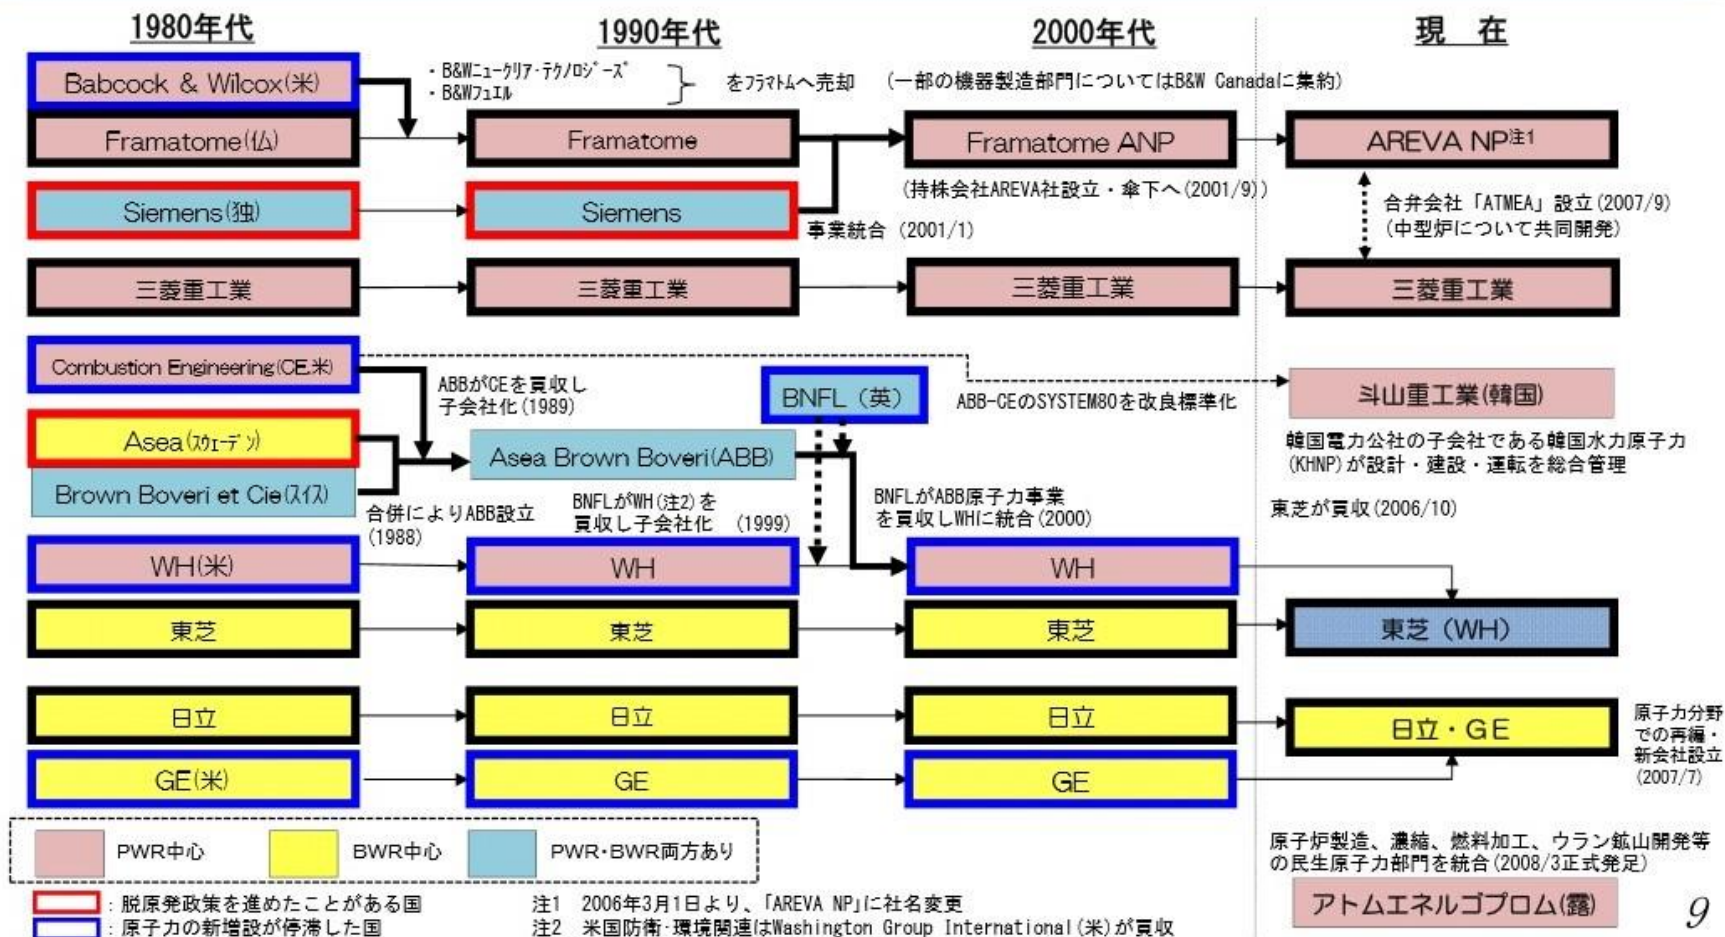 1980年代
1990年代
2000年代
現 在
Babcock & Wilcox(米)
・B&Wニュークリア・テクノロジーズ
・B&Wフュエル
をフラマトムへ売却
(一部の機器製造部門についてはB&W Canadaに集約)
Framatome(仏)
Framatome
Framatome ANP
AREVA NP注1
(持株会社AREVA社設立・傘下へ(2001/9))
Siemens(独)
Siemens
事業統合 (2001/1)
合弁会社「ATMEA」設立(2007/9)
(中型炉について共同開発)
三菱重工業
三菱重工業
三菱重工業
三菱重工業
Combustion Engineering(CE,米)
ABBがCEを買収し
子会社化(1989)
BNFL (英)
ABB-CEのSYSTEM80を改良標準化
斗山重工業(韓国)
韓国電力公社の子会社である韓国水力原子力
(KHNP)が設計・建設・運転を総合管理
Asea(スウェーデン)
Brown Boveri et Cie(スイス)
Asea Brown Boveri(ABB)
合併によりABB設立
(1988)
BNFLがWH(注2)を
買収し子会社化 (1999)
BNFLがABB原子力事業
を買収しWHに統合(2000)
東芝が買収(2006/10)
WH(米)
WH
WH
東芝
東芝
東芝
東芝 (WH)
日立
日立
日立
日立・GE
原子力分野
での再編・
新会社設立
(2007/7)
GE(米)
GE
GE
PWR中心
BWR中心
PWR・BWR両方あり
：脱原発政策を進めたことがある国
：原子力の新増設が停滞した国
注1 2006年3月1日より、「AREVA NP」に社名変更
注2 米国防衛・環境関連はWashington Group International(米)が買収
原子炉製造、濃縮、燃料加工、ウラン鉱山開発等
の民生原子力部門を統合(2008/3正式発足)
アトムエネルゴプロム(露)
9